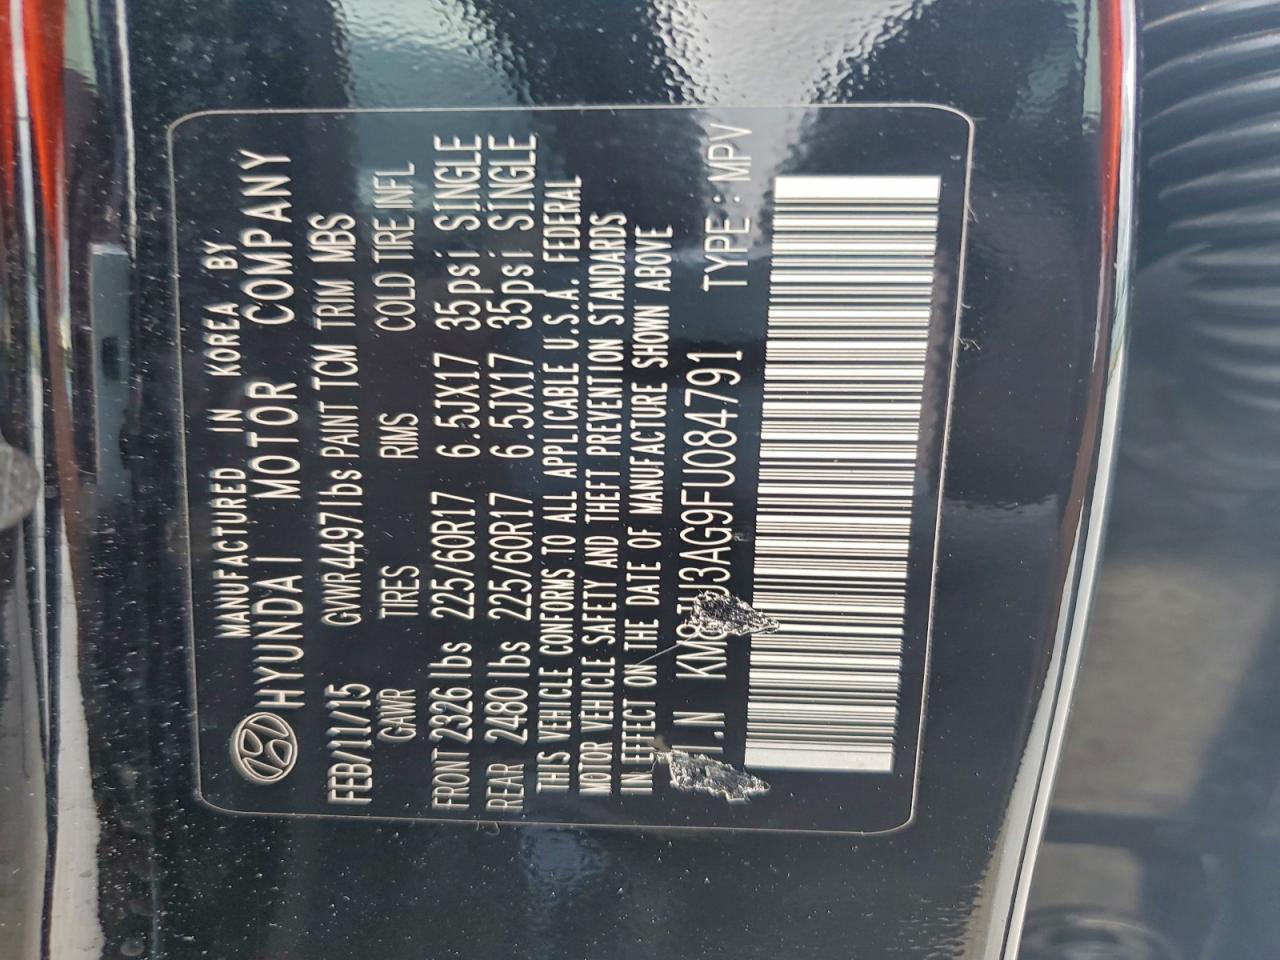 MANUFACTURED IN KOREA BY
HYUNDAI MOTOR COMPANY
FEB/11/15 GVWR4497lbs PANT TCM TRIM MBS
GAWR TIRES RIMS COLD TIRE INFL
FRONT 2326 lbs 225/60R17 6.5JX17 35psi SINGLE
REAR 2480 lbs 225/60R17 6.5JX17 35psi SINGLE
THIS VEHICLE CONFORMS TO ALL APPLICABLE U.S.A. FEDERAL
MOTOR VEHICLE SAFETY AND THEFT PREVENTION STANDARDS
IN EFFECT ON THE DATE OF MANUFACTURE SHOWN ABOVE
TYPE : MPV